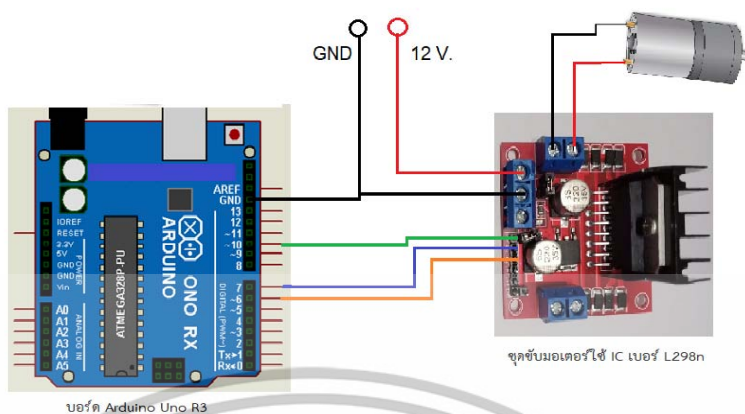 GND
12 V.
AREF
GND
13
12
~11
~10
~9
8
7
~6
~5
4
~3
2
Tx▸1
Rx◂0
DIGITAL (PWM~)
IOREF
RESET
3.3V
5V
GND
GND
Vin
POWER
A0
A1
A2
A3
A4
A5
ANALOG IN
ATMEGA328P-PU
ARDUINO
ONO RX
ชุดขับมอเตอร์ใช้ IC เบอร์ L298n
บอร์ด Arduino Uno R3